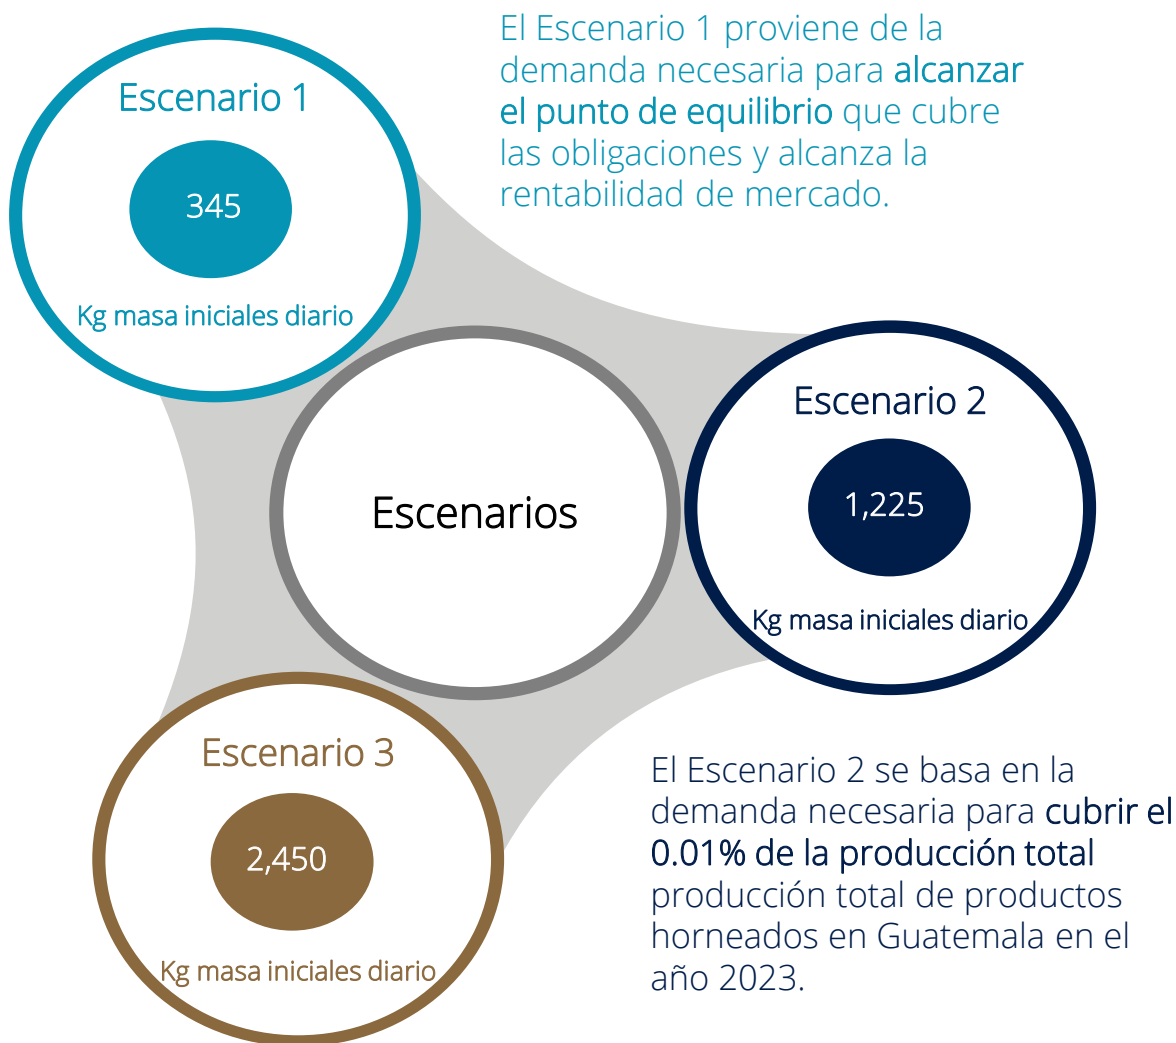 El Escenario 1 proviene de la
demanda necesaria para alcanzar
el punto de equilibrio que cubre
las obligaciones y alcanza la
rentabilidad de mercado.
Escenario 1
345
Kg masa iniciales diario
Escenarios
Escenario 2
1,225
Kg masa iniciales diario
Escenario 3
2,450
Kg masa iniciales diario
El Escenario 2 se basa en la
demanda necesaria para cubrir el
0.01% de la producción total
producción total de productos
horneados en Guatemala en el
año 2023.